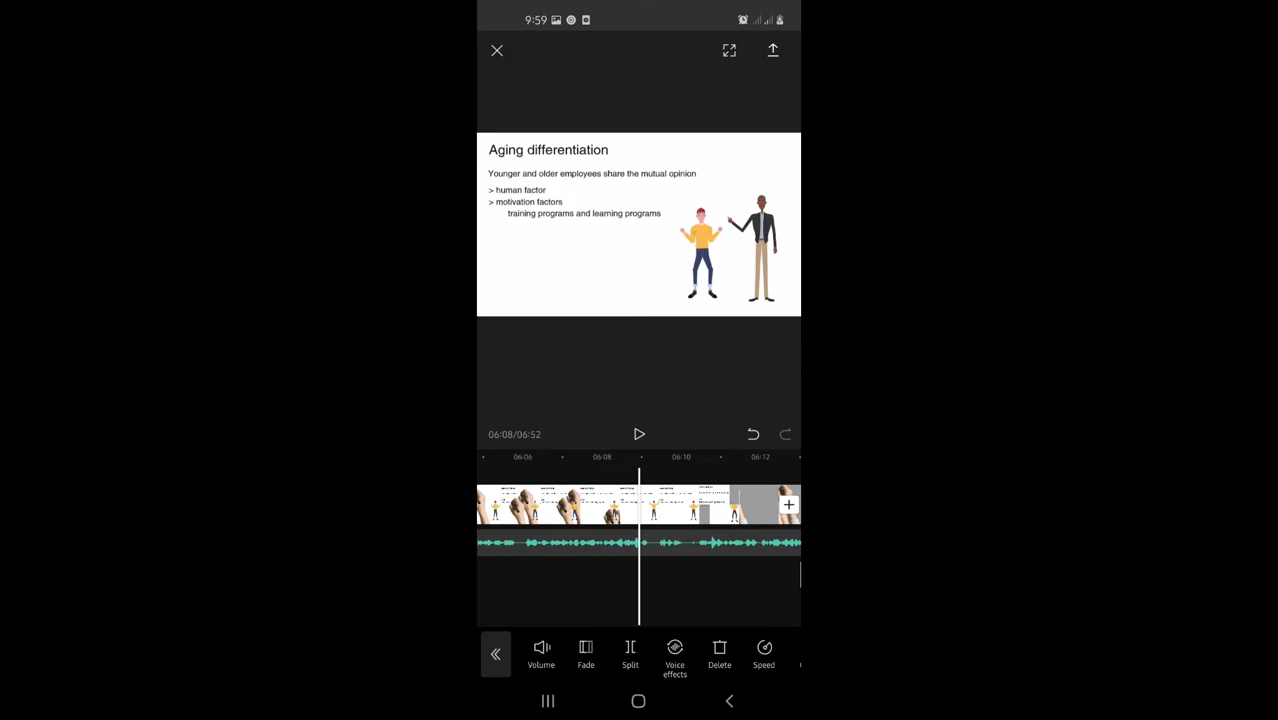 9:59
Aging differentiation
Younger and older employees share the mutual opinion
> human factor
> motivation factors
training programs and learning programs
06:08/06:52
06:06 06:08 06:10 06:12
Volume Fade Split Voice effects Delete Speed